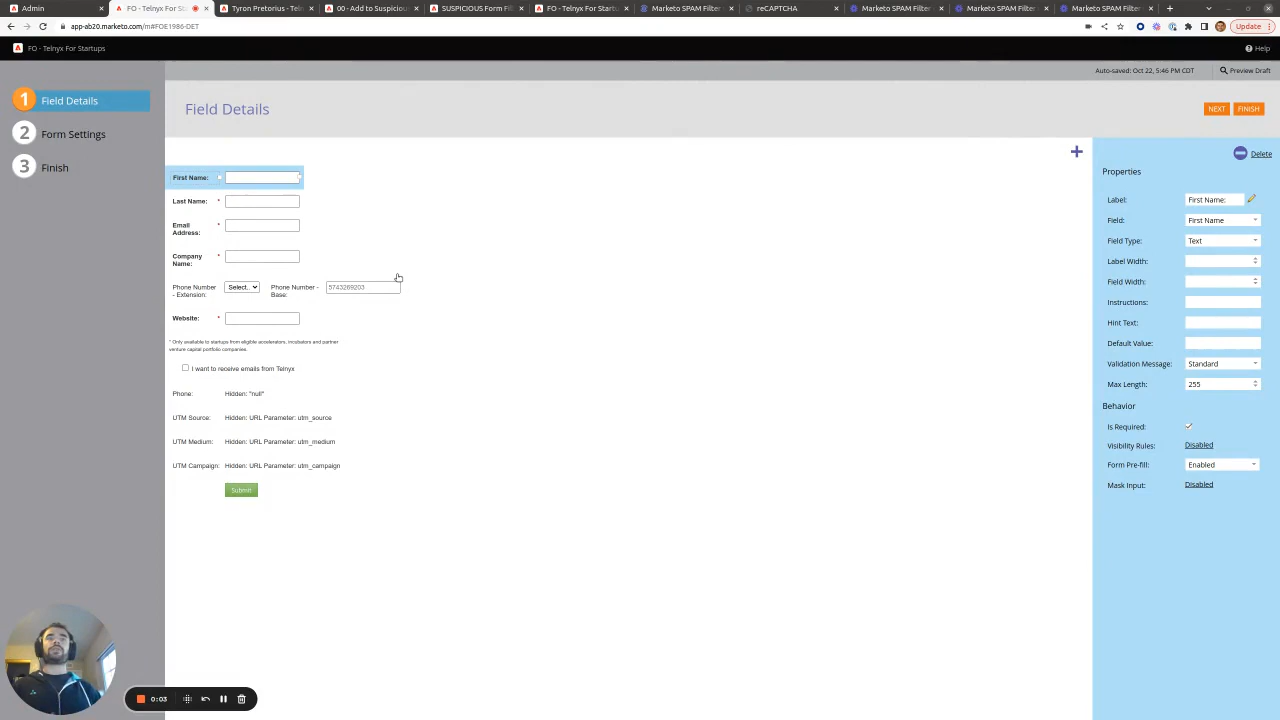 Admin
FO - Telnyx For St
Tyron Pretorius - Teln
00 - Add to Suspiciou
SUSPICIOUS Form Fil
FO - Telnyx For Startu
Marketo SPAM Filter
reCAPTCHA
Marketo SPAM Filter
Marketo SPAM Filter
Marketo SPAM Filter
app-ab20.marketo.com/m#FOE1986-DET
Update
FO - Telnyx For Startups
Help
Auto-saved: Oct 22, 5:46 PM CDT
Preview Draft
1 Field Details
2 Form Settings
3 Finish
Field Details
NEXT
FINISH
Delete
First Name:
Last Name: *
Email Address: *
Company Name: *
Phone Number - Extension:
Select...
Phone Number - Base:
5743269203
Website: *
* Only available to startups from eligible accelerators, incubators and partner
venture capital portfolio companies.
I want to receive emails from Telnyx
Phone: Hidden: "null"
UTM Source: Hidden: URL Parameter: utm_source
UTM Medium: Hidden: URL Parameter: utm_medium
UTM Campaign: Hidden: URL Parameter: utm_campaign
Submit
Properties
Label: First Name:
Field: First Name
Field Type: Text
Label Width:
Field Width:
Instructions:
Hint Text:
Default Value:
Validation Message: Standard
Max Length: 255
Behavior
Is Required:
Visibility Rules: Disabled
Form Pre-fill: Enabled
Mask Input: Disabled
0:03